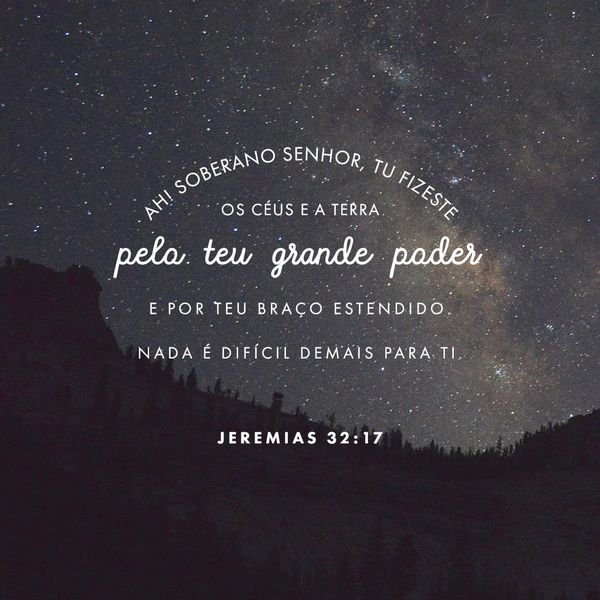 AH! SOBERANO SENHOR, TU FIZESTE
OS CÉUS E A TERRA
pelo teu grande poder
E POR TEU BRAÇO ESTENDIDO.
NADA É DIFÍCIL DEMAIS PARA TI.
JEREMIAS 32:17